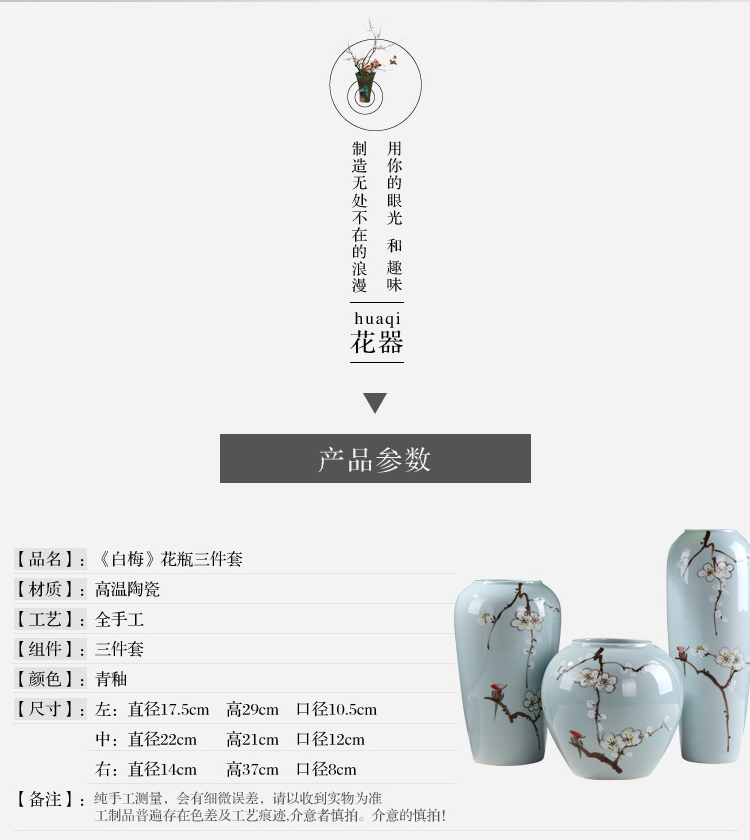 用你的眼光 和 趣味
制造无处不在的浪漫
huaqi
花器
产品参数
【品名】：《白梅》花瓶三件套
【材质】：高温陶瓷
【工艺】：全手工
【组件】：三件套
【颜色】：青釉
【尺寸】：左：直径17.5cm 高29cm 口径10.5cm
中：直径22cm 高21cm 口径12cm
右：直径14cm 高37cm 口径8cm
【备注】：纯手工测量，会有细微误差，请以收到实物为准
工制品普遍存在色差及工艺痕迹,介意者慎拍。介意的慎拍!